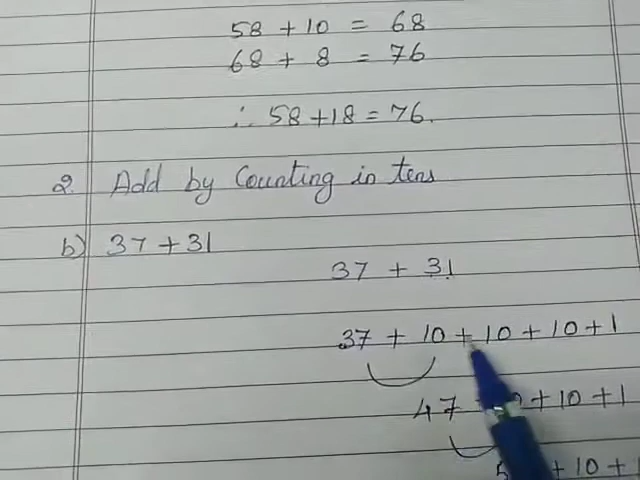 58 + 10 = 68
68 + 8 = 76
∴ 58 + 18 = 76.
2. Add by Counting in tens
b) 37 + 31
37 + 31
37 + 10 + 10 + 10 + 1
47 + 10 + 10 + 1
+ 10 +